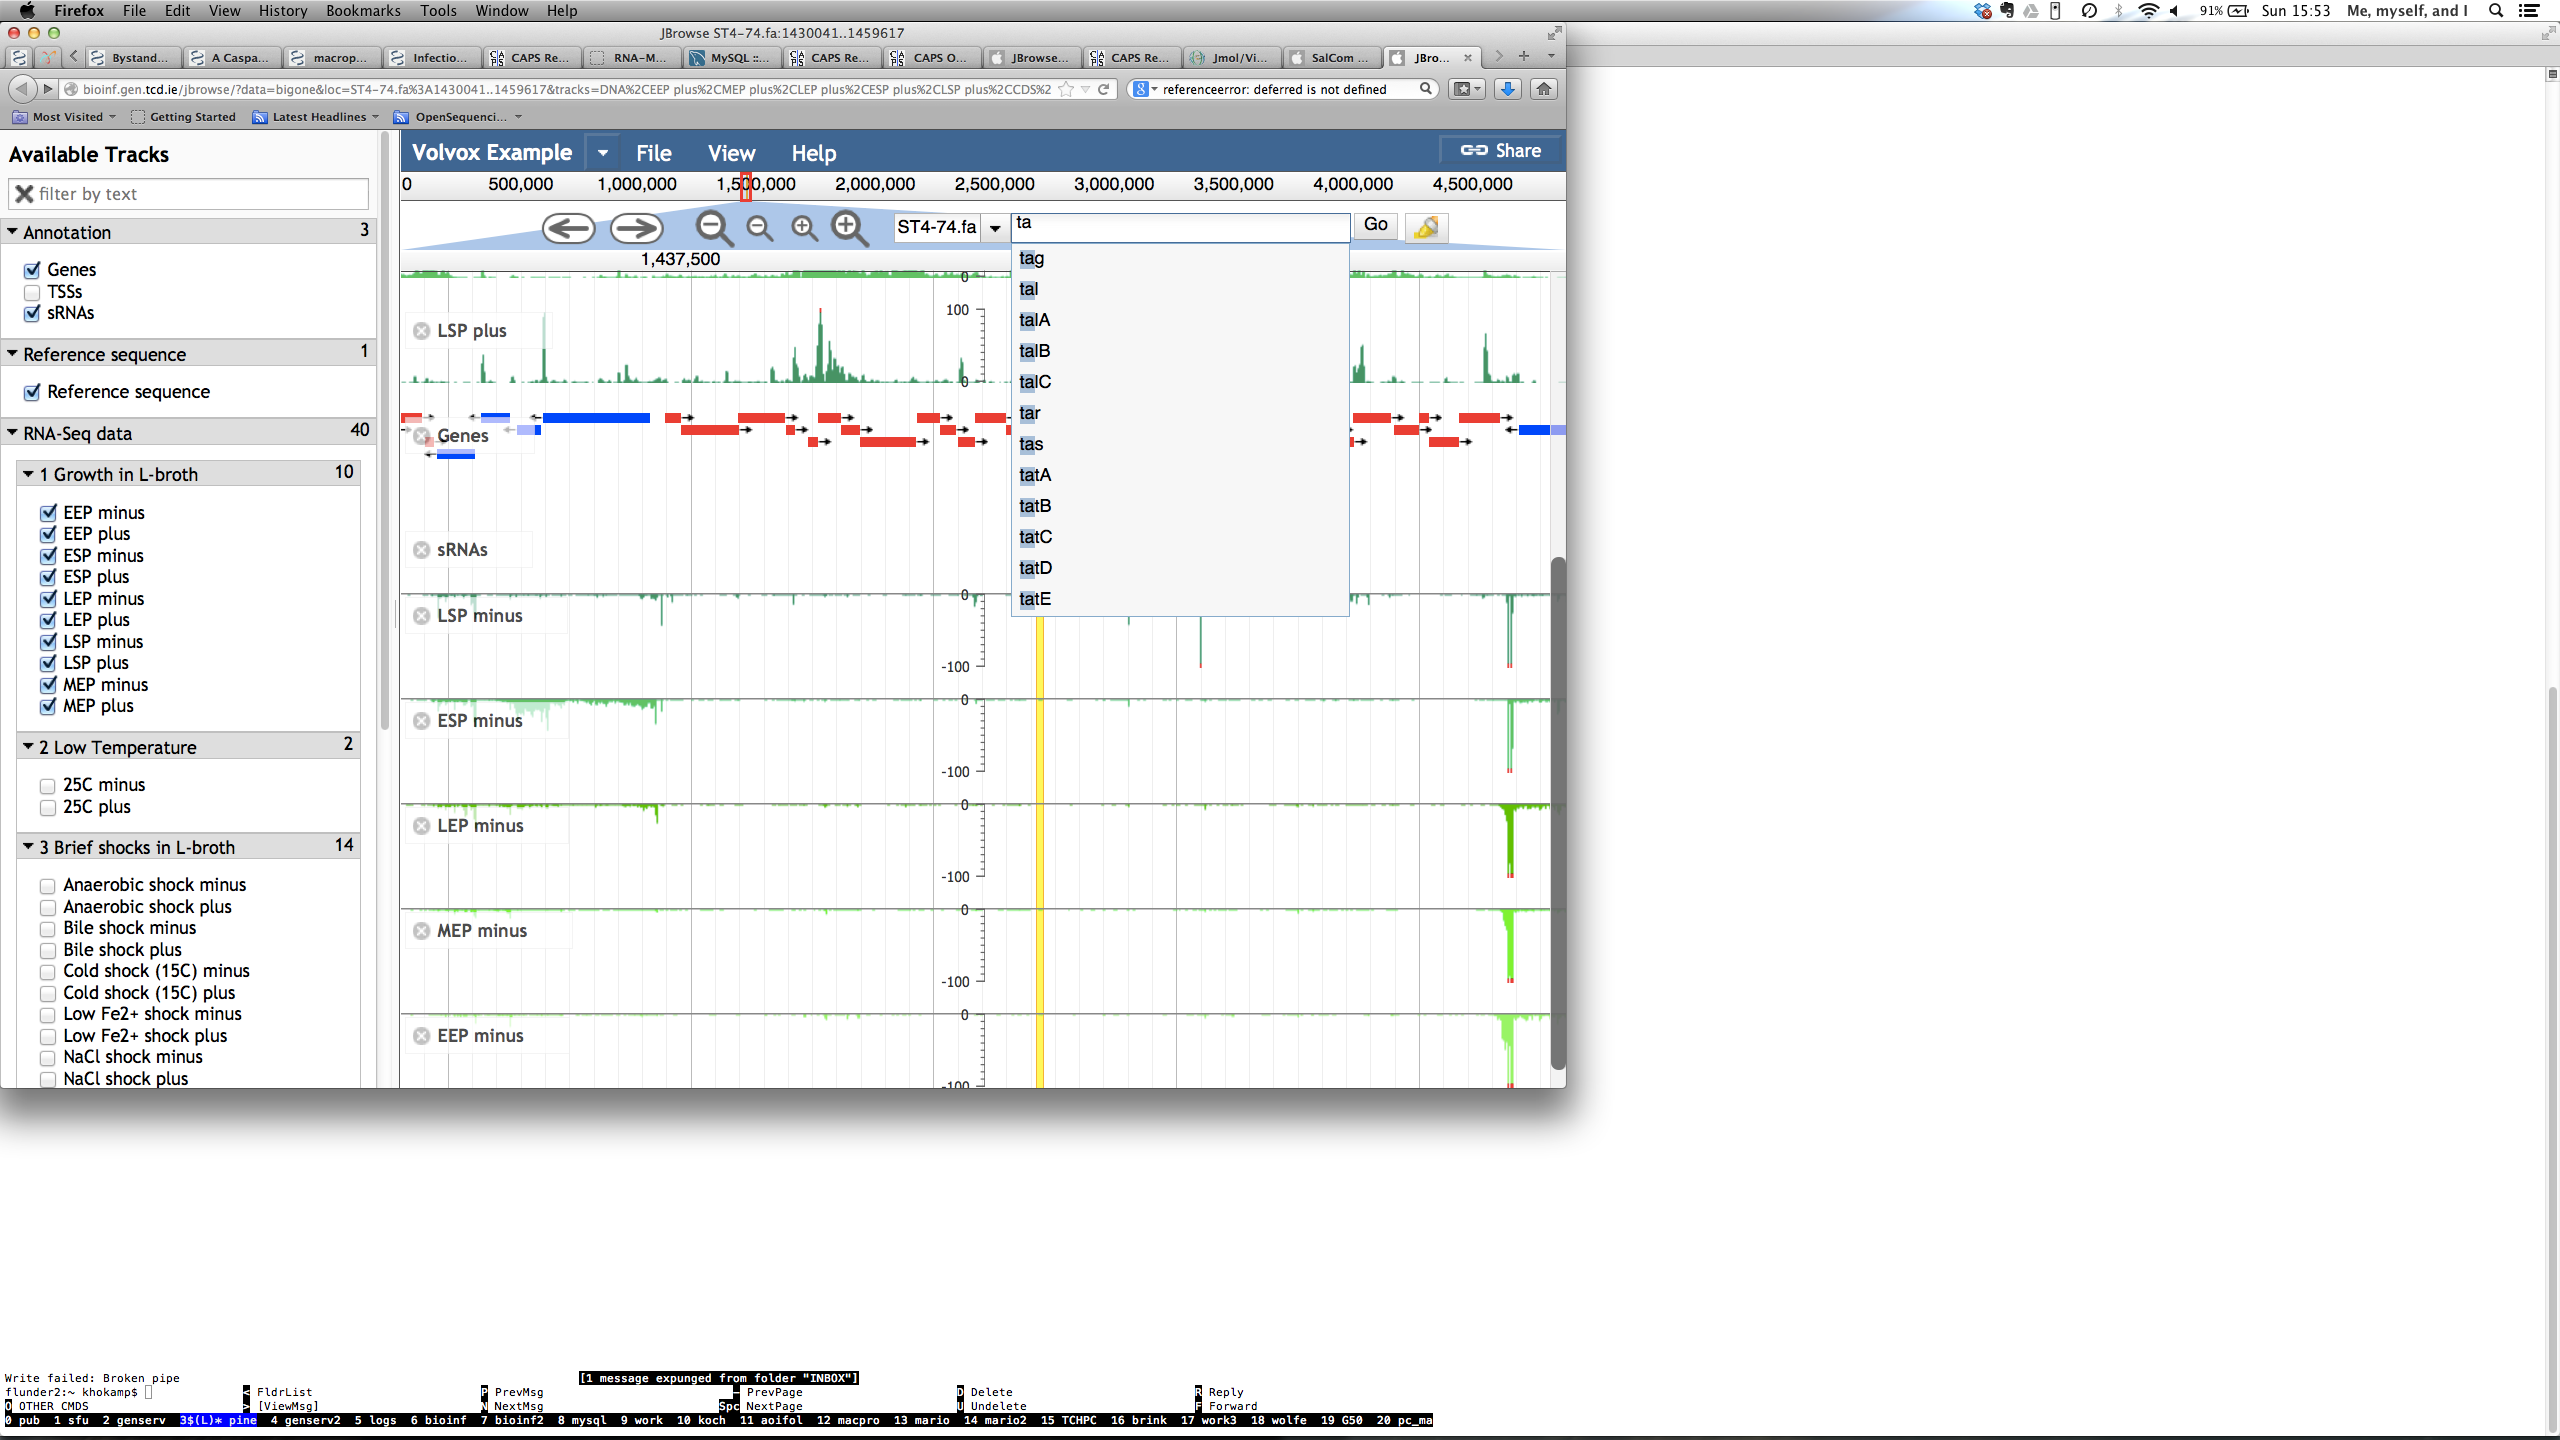 Firefox File Edit View History Bookmarks Tools Window Help 91% Sun 15:53 Me, myself, and I
JBrowse ST4-74.fa:1430041..1459617
Bystand... A Caspa... macrop... Infectio... CAPS Re... RNA-M... MySQL ::... CAPS Re... CAPS O... JBrowse... CAPS Re... Jmol/Vi... SalCom ... JBro...
bioinf.gen.tcd.ie/jbrowse/?data=bigone&loc=ST4-74.fa%3A1430041..1459617&tracks=DNA%2CEEP plus%2CMEP plus%2CLEP plus%2CESP plus%2CLSP plus%2CCDS%2 referenceerror: deferred is not defined
Most Visited Getting Started Latest Headlines OpenSequenci...
Available Tracks
filter by text
Annotation 3
Genes
TSSs
sRNAs
Reference sequence 1
Reference sequence
RNA-Seq data 40
1 Growth in L-broth 10
EEP minus
EEP plus
ESP minus
ESP plus
LEP minus
LEP plus
LSP minus
LSP plus
MEP minus
MEP plus
2 Low Temperature 2
25C minus
25C plus
3 Brief shocks in L-broth 14
Anaerobic shock minus
Anaerobic shock plus
Bile shock minus
Bile shock plus
Cold shock (15C) minus
Cold shock (15C) plus
Low Fe2+ shock minus
Low Fe2+ shock plus
NaCl shock minus
NaCl shock plus
Volvox Example File View Help Share
0 500,000 1,000,000 1,500,000 2,000,000 2,500,000 3,000,000 3,500,000 4,000,000 4,500,000
ST4-74.fa ta Go
1,437,500
tag
tal
talA
talB
talC
tar
tas
tatA
tatB
tatC
tatD
tatE
0
100
LSP plus
0
Genes
sRNAs
0
LSP minus
-100
0
ESP minus
-100
0
LEP minus
-100
0
MEP minus
-100
0
EEP minus
-100
Write failed: Broken pipe [1 message expunged from folder "INBOX"]
flunder2:~ khokamp$ < FldrList P PrevMsg - PrevPage D Delete R Reply
O OTHER CMDS > [ViewMsg] N NextMsg Spc NextPage U Undelete F Forward
0 pub 1 sfu 2 genserv 3$(L)* pine 4 genserv2 5 logs 6 bioinf 7 bioinf2 8 mysql 9 work 10 koch 11 aoifol 12 macpro 13 mario 14 mario2 15 TCHPC 16 brink 17 work3 18 wolfe 19 G50 20 pc_ma